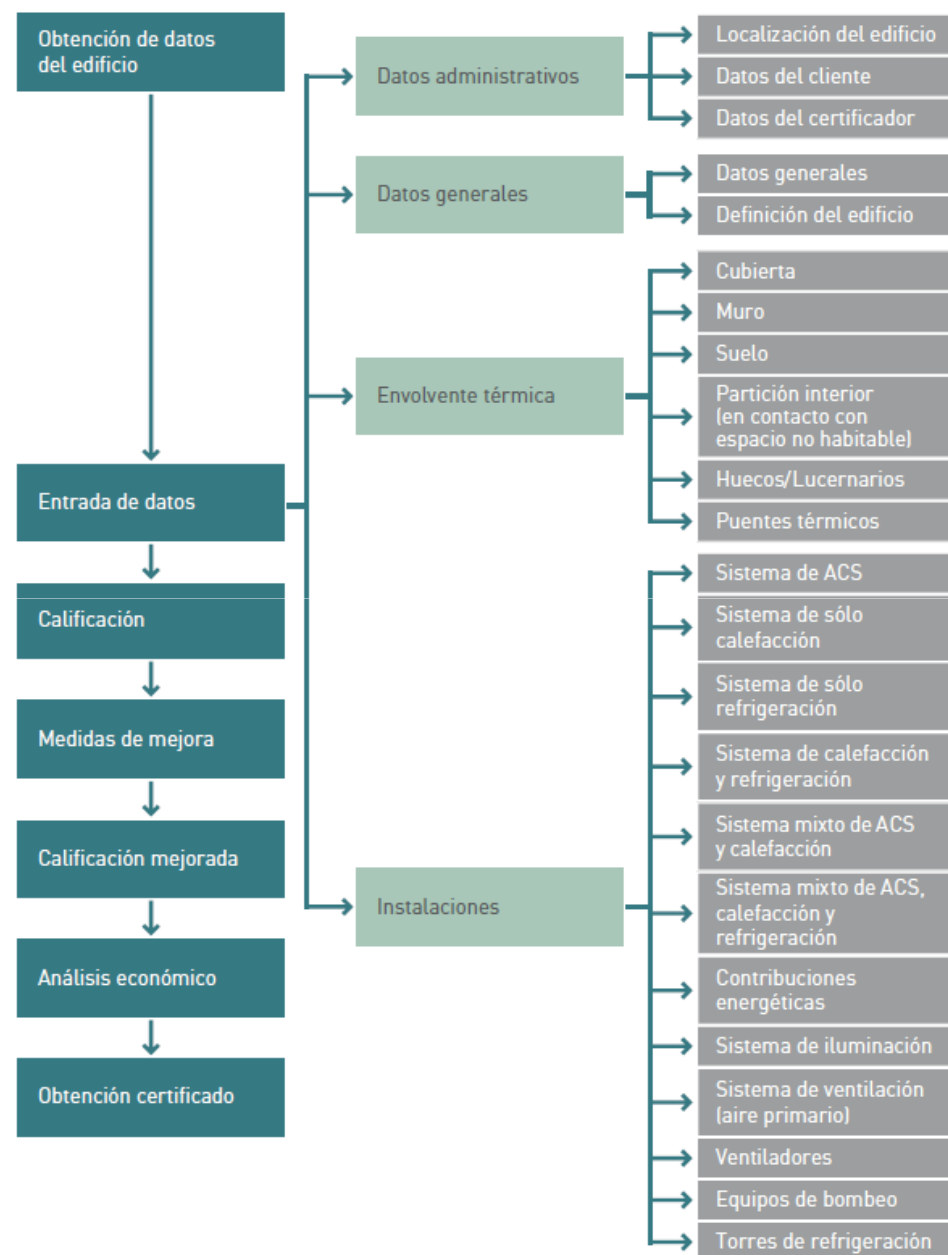 Obtención de datos
del edificio
Entrada de datos
Calificación
Medidas de mejora
Calificación mejorada
Análisis económico
Obtención certificado
Datos administrativos
Datos generales
Envolvente térmica
Instalaciones
Localización del edificio
Datos del cliente
Datos del certificador
Datos generales
Definición del edificio
Cubierta
Muro
Suelo
Partición interior
(en contacto con
espacio no habitable)
Huecos/Lucernarios
Puentes térmicos
Sistema de ACS
Sistema de sólo
calefacción
Sistema de sólo
refrigeración
Sistema de calefacción
y refrigeración
Sistema mixto de ACS
y calefacción
Sistema mixto de ACS,
calefacción y
refrigeración
Contribuciones
energéticas
Sistema de iluminación
Sistema de ventilación
(aire primario)
Ventiladores
Equipos de bombeo
Torres de refrigeración